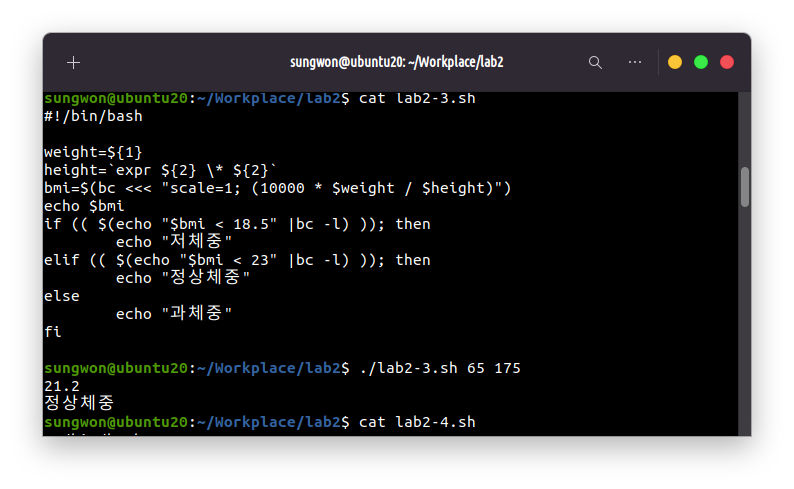 sungwon@ubuntu20: ~/Workplace/lab2
sungwon@ubuntu20:~/Workplace/lab2$ cat lab2-3.sh
#!/bin/bash

weight=${1}
height=`expr ${2} \* ${2}`
bmi=$(bc <<< "scale=1; (10000 * $weight / $height)")
echo $bmi
if (( $(echo "$bmi < 18.5" |bc -l) )); then
        echo "저체중"
elif (( $(echo "$bmi < 23" |bc -l) )); then
        echo "정상체중"
else
        echo "과체중"
fi

sungwon@ubuntu20:~/Workplace/lab2$ ./lab2-3.sh 65 175
21.2
정상체중
sungwon@ubuntu20:~/Workplace/lab2$ cat lab2-4.sh